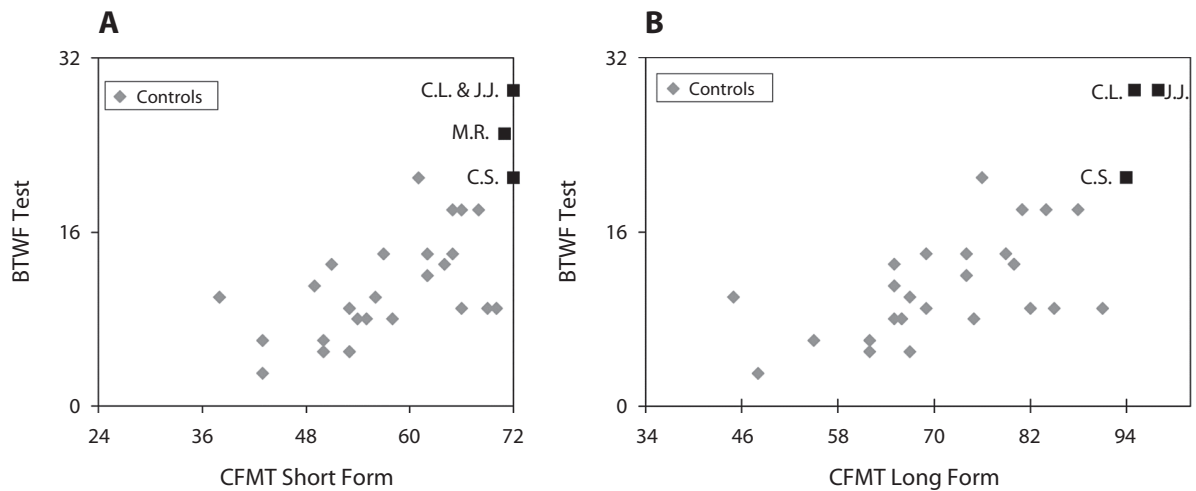 A
32
16
0
BTWF Test
Controls
C.L. & J.J.
M.R.
C.S.
24 36 48 60 72
CFMT Short Form
B
32
16
0
BTWF Test
Controls
C.L.
J.J.
C.S.
34 46 58 70 82 94
CFMT Long Form